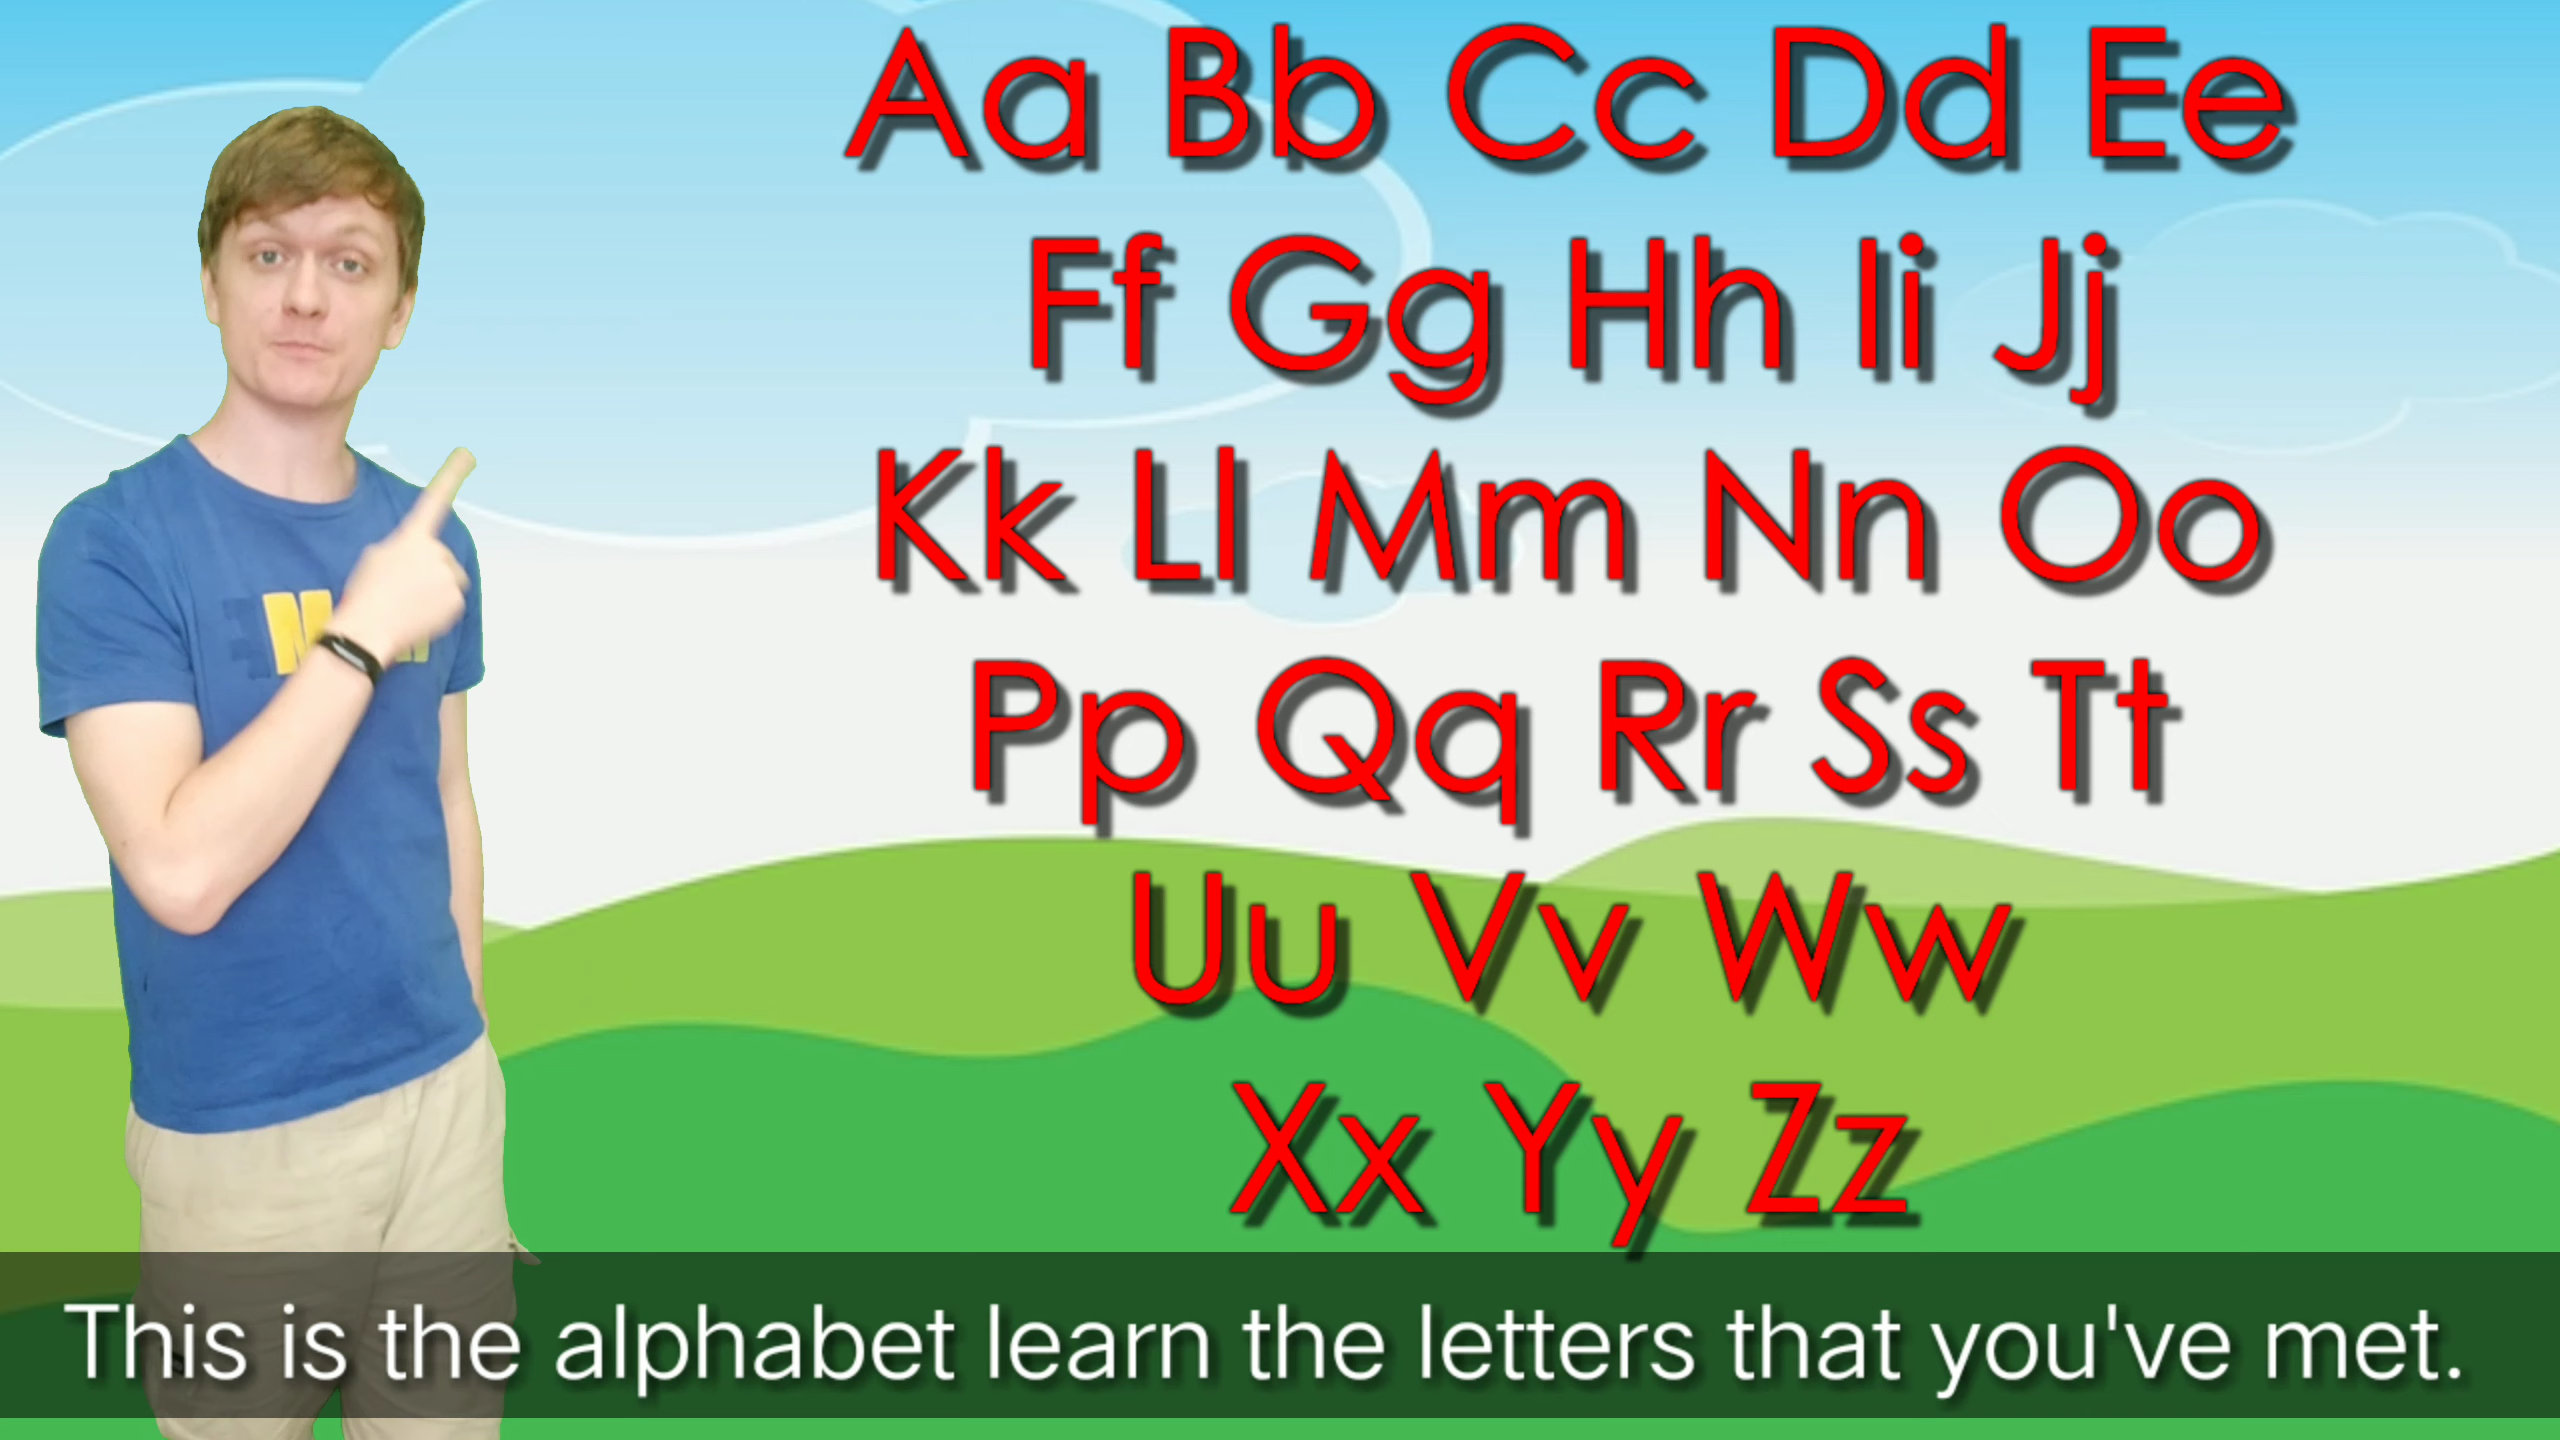 Aa Bb Cc Dd Ee
Ff Gg Hh Ii Jj
Kk Ll Mm Nn Oo
Pp Qq Rr Ss Tt
Uu Vv Ww
Xx Yy Zz
This is the alphabet learn the letters that you've met.